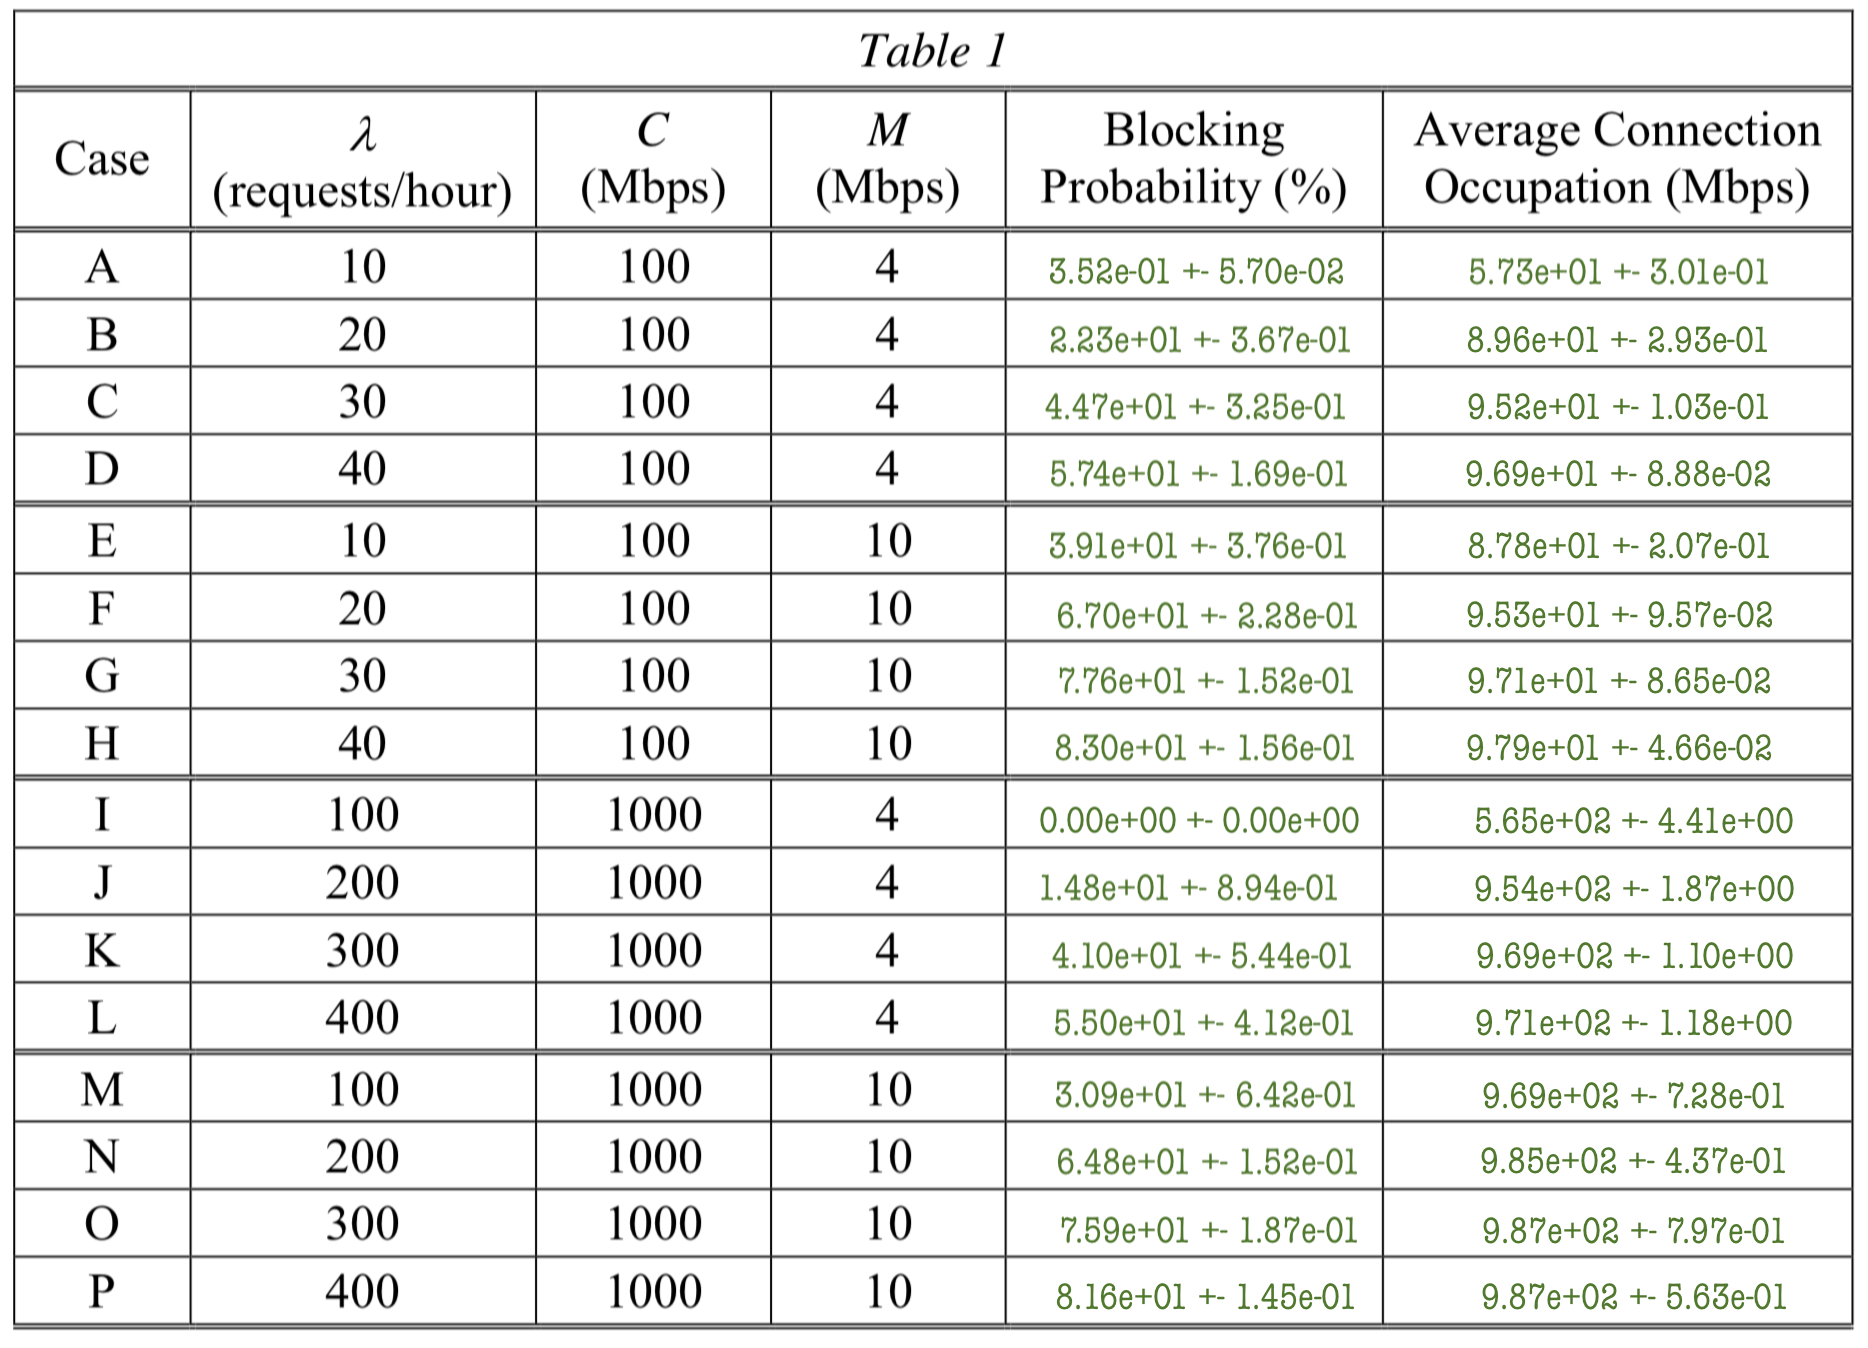 Table 1
Case λ (requests/hour) C (Mbps) M (Mbps) Blocking Probability (%) Average Connection Occupation (Mbps)
A 10 100 4 3.52e-01 +- 5.70e-02 5.73e+01 +- 3.01e-01
B 20 100 4 2.23e+01 +- 3.67e-01 8.96e+01 +- 2.93e-01
C 30 100 4 4.47e+01 +- 3.25e-01 9.52e+01 +- 1.03e-01
D 40 100 4 5.74e+01 +- 1.69e-01 9.69e+01 +- 8.88e-02
E 10 100 10 3.91e+01 +- 3.76e-01 8.78e+01 +- 2.07e-01
F 20 100 10 6.70e+01 +- 2.28e-01 9.53e+01 +- 9.57e-02
G 30 100 10 7.76e+01 +- 1.52e-01 9.71e+01 +- 8.65e-02
H 40 100 10 8.30e+01 +- 1.56e-01 9.79e+01 +- 4.66e-02
I 100 1000 4 0.00e+00 +- 0.00e+00 5.65e+02 +- 4.41e+00
J 200 1000 4 1.48e+01 +- 8.94e-01 9.54e+02 +- 1.87e+00
K 300 1000 4 4.10e+01 +- 5.44e-01 9.69e+02 +- 1.10e+00
L 400 1000 4 5.50e+01 +- 4.12e-01 9.71e+02 +- 1.18e+00
M 100 1000 10 3.09e+01 +- 6.42e-01 9.69e+02 +- 7.28e-01
N 200 1000 10 6.48e+01 +- 1.52e-01 9.85e+02 +- 4.37e-01
O 300 1000 10 7.59e+01 +- 1.87e-01 9.87e+02 +- 7.97e-01
P 400 1000 10 8.16e+01 +- 1.45e-01 9.87e+02 +- 5.63e-01